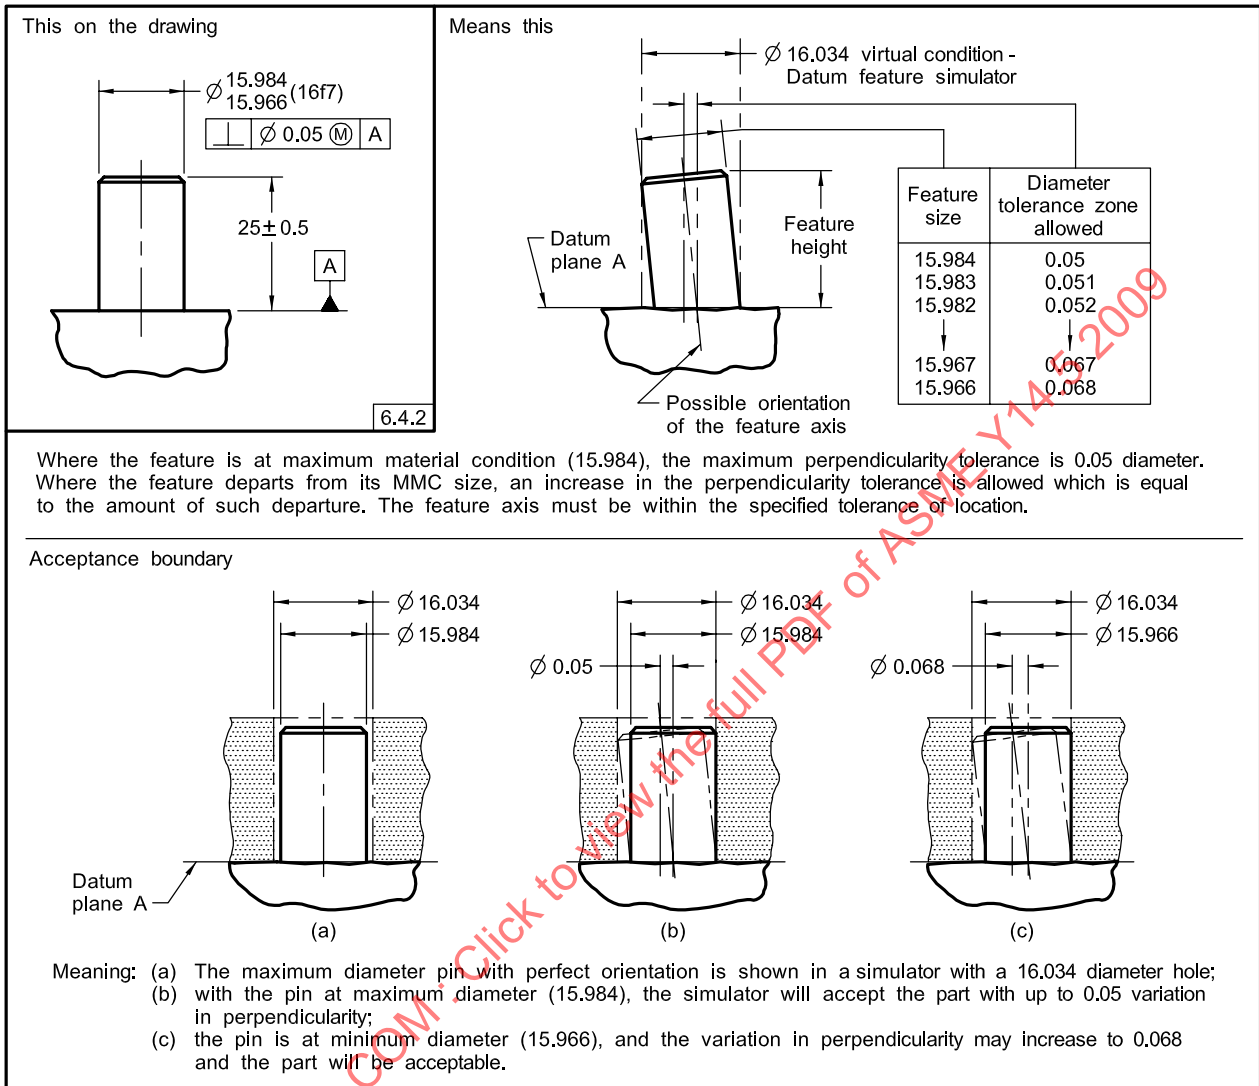 This on the drawing
∅ 15.984
15.966 (16f7)
⊥ ∅ 0.05 Ⓜ A
25± 0.5
A
6.4.2
Means this
∅ 16.034 virtual condition -
Datum feature simulator
Datum
plane A
Feature
height
Possible orientation
of the feature axis
Feature size Diameter tolerance zone allowed
15.984 0.05
15.983 0.051
15.982 0.052
15.967 0.067
15.966 0.068
Where the feature is at maximum material condition (15.984), the maximum perpendicularity tolerance is 0.05 diameter.
Where the feature departs from its MMC size, an increase in the perpendicularity tolerance is allowed which is equal
to the amount of such departure. The feature axis must be within the specified tolerance of location.
Acceptance boundary
∅ 16.034
∅ 15.984
Datum
plane A
(a)
∅ 16.034
∅ 15.984
∅ 0.05
(b)
∅ 16.034
∅ 15.966
∅ 0.068
(c)
Meaning: (a) The maximum diameter pin with perfect orientation is shown in a simulator with a 16.034 diameter hole;
(b) with the pin at maximum diameter (15.984), the simulator will accept the part with up to 0.05 variation
in perpendicularity;
(c) the pin is at minimum diameter (15.966), and the variation in perpendicularity may increase to 0.068
and the part will be acceptable.
COM : Click to view the full PDF of ASME Y14.5 2009